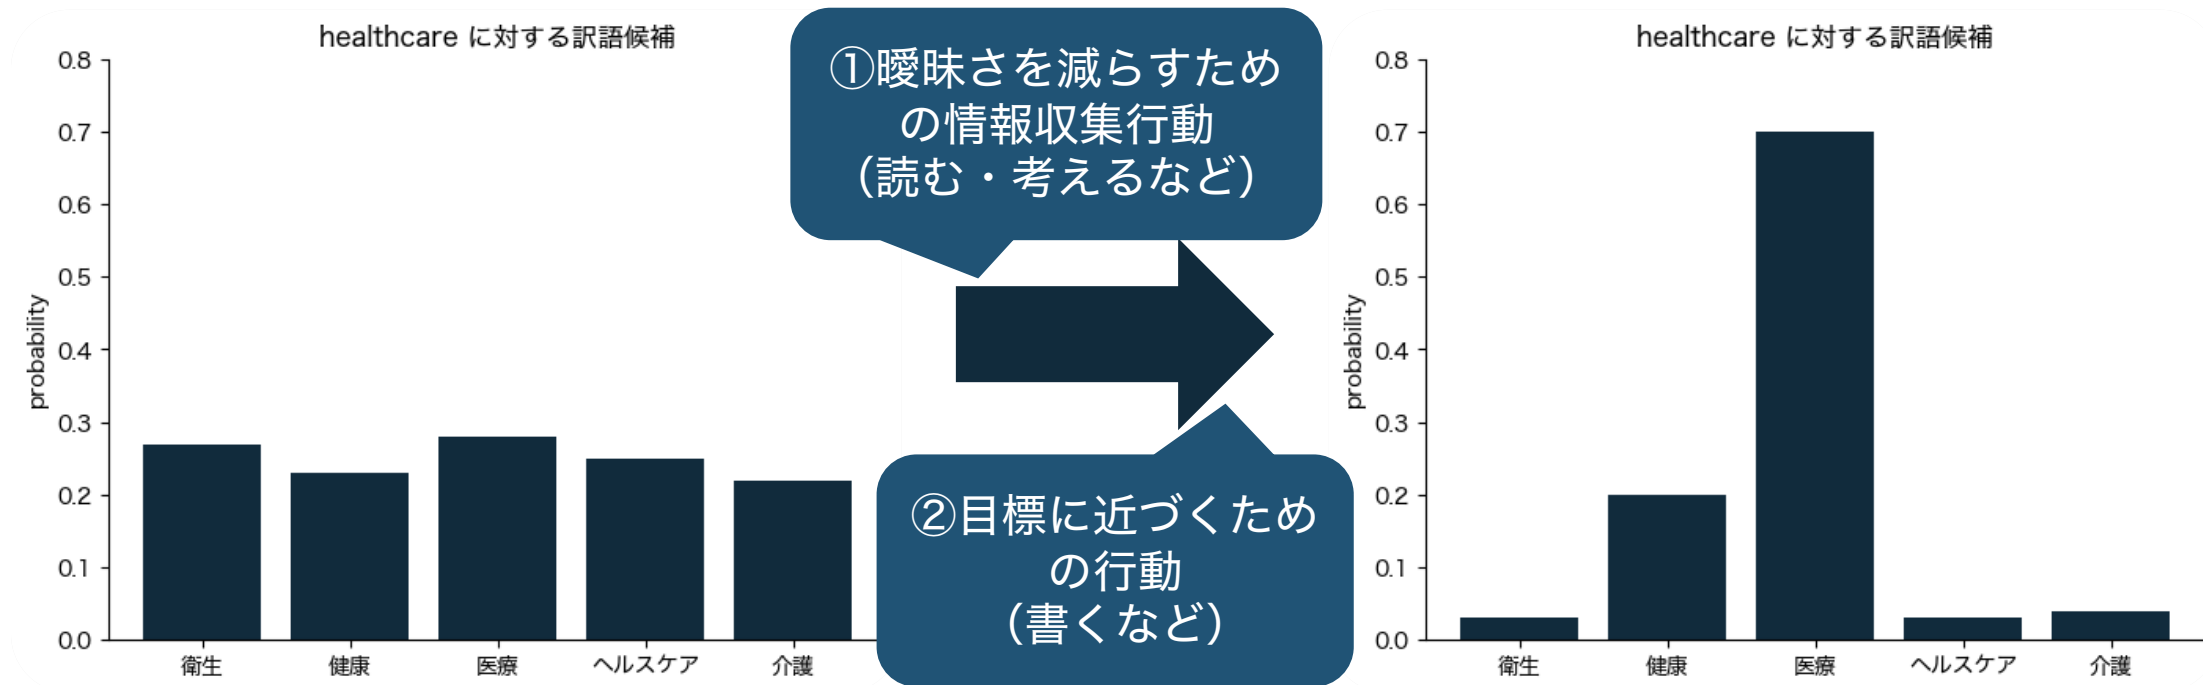 healthcare に対する訳語候補
probability
0.8
0.7
0.6
0.5
0.4
0.3
0.2
0.1
0.0
衛生
健康
医療
ヘルスケア
介護
①曖昧さを減らすため
の情報収集行動
（読む・考えるなど）
②目標に近づくため
の行動
（書くなど）
healthcare に対する訳語候補
probability
0.8
0.7
0.6
0.5
0.4
0.3
0.2
0.1
0.0
衛生
健康
医療
ヘルスケア
介護